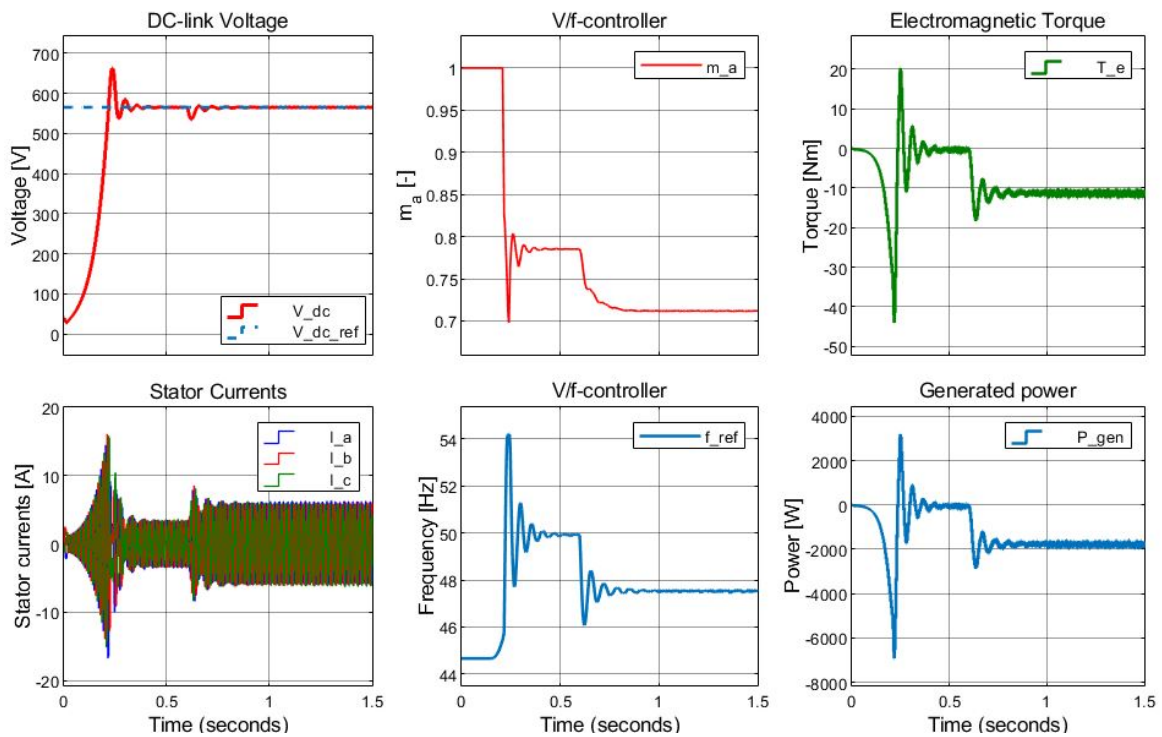 DC-link Voltage
V/f-controller
Electromagnetic Torque
Voltage [V]
700
600
500
400
300
200
100
0
V_dc
V_dc_ref
m_a [-]
1
0.95
0.9
0.85
0.8
0.75
0.7
m_a
Torque [Nm]
20
10
0
-10
-20
-30
-40
-50
T_e
Stator Currents
V/f-controller
Generated power
Stator currents [A]
20
10
0
-10
-20
I_a
I_b
I_c
0 0.5 1 1.5
Time (seconds)
Frequency [Hz]
54
52
50
48
46
44
f_ref
0 0.5 1 1.5
Time (seconds)
Power [W]
4000
2000
0
-2000
-4000
-6000
-8000
P_gen
0 0.5 1 1.5
Time (seconds)